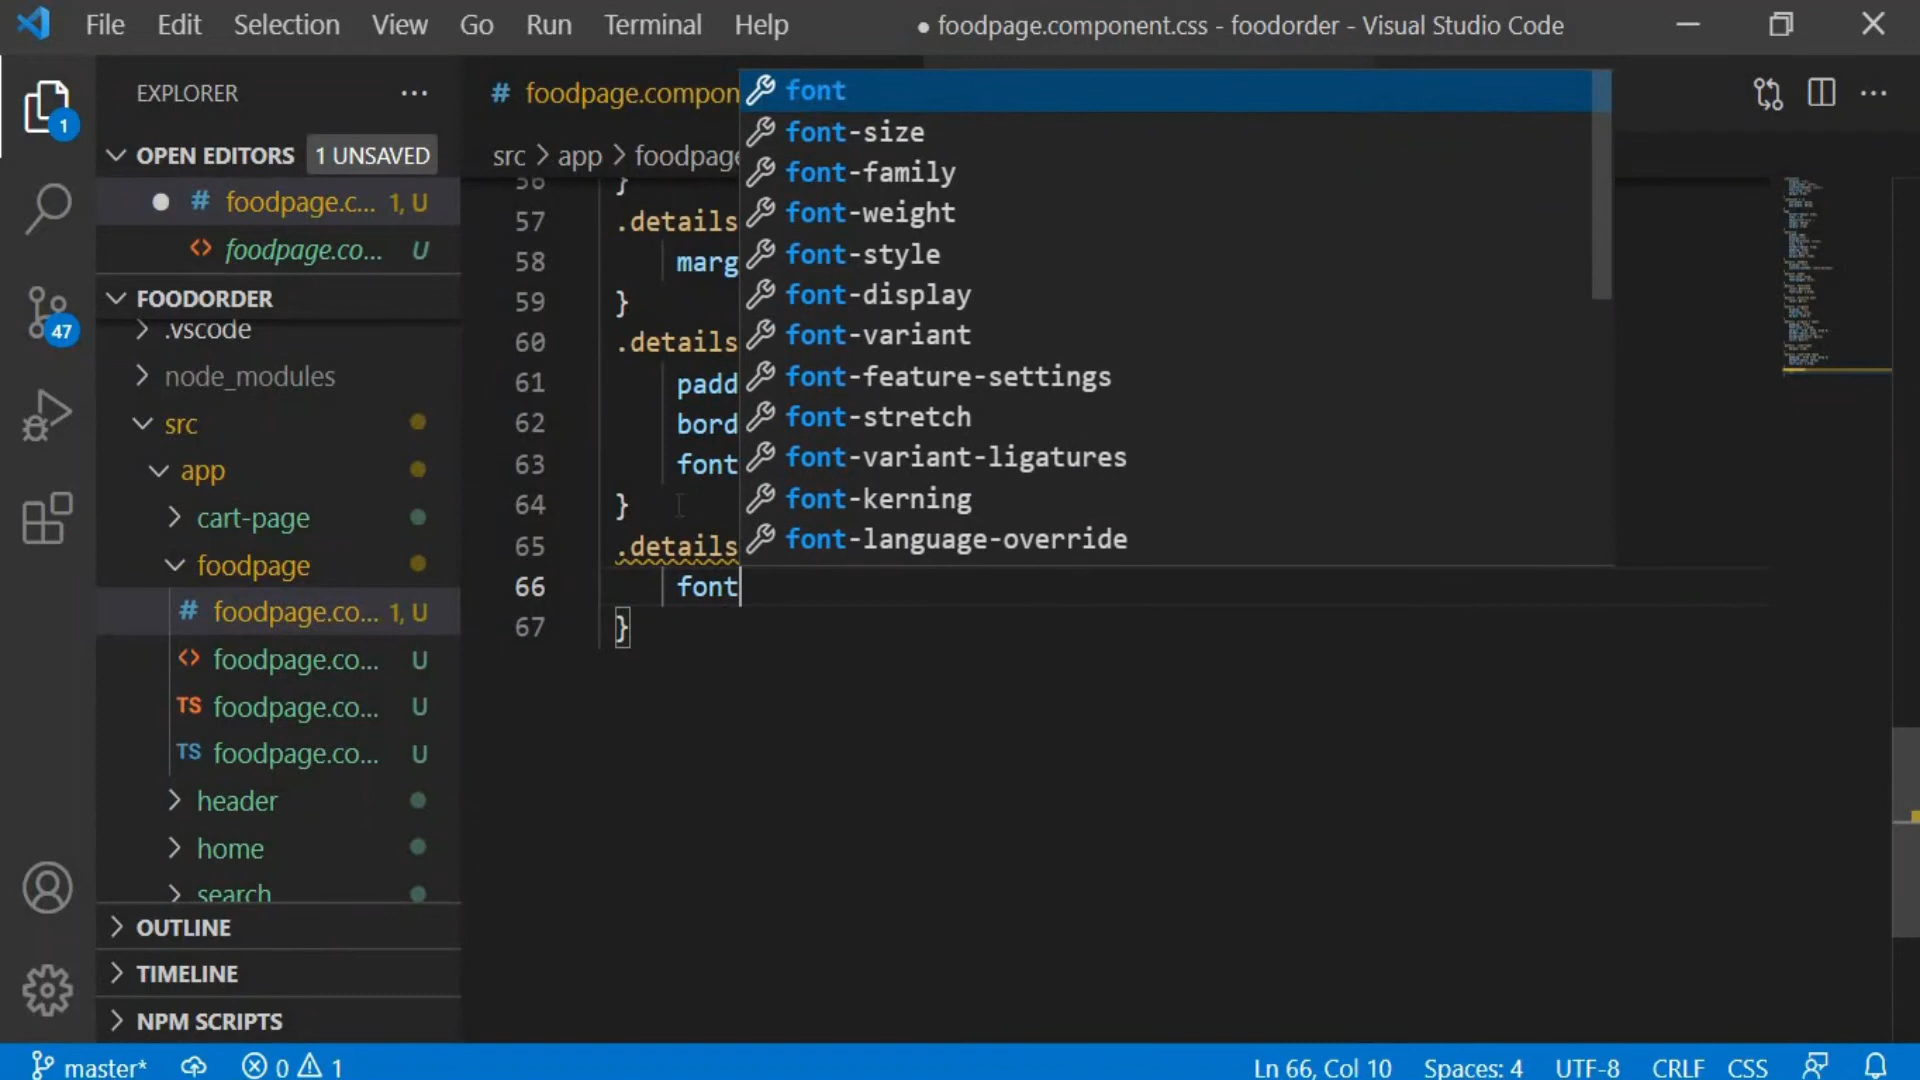 File Edit Selection View Go Run Terminal Help ● foodpage.component.css - foodorder - Visual Studio Code
EXPLORER ···
OPEN EDITORS 1 UNSAVED
# foodpage.c... 1, U
<> foodpage.co... U
FOODORDER
.vscode
node_modules
src
app
cart-page
foodpage
# foodpage.co... 1, U
<> foodpage.co... U
TS foodpage.co... U
TS foodpage.co... U
header
home
search
OUTLINE
TIMELINE
NPM SCRIPTS
1
47
# foodpage.compon
src > app > foodpage
56 }
57 .details
58 marg
59 }
60 .details
61 padd
62 bord
63 font
64 }
65 .details
66 font
67 }
font
font-size
font-family
font-weight
font-style
font-display
font-variant
font-feature-settings
font-stretch
font-variant-ligatures
font-kerning
font-language-override
master* 0 1 Ln 66, Col 10 Spaces: 4 UTF-8 CRLF CSS